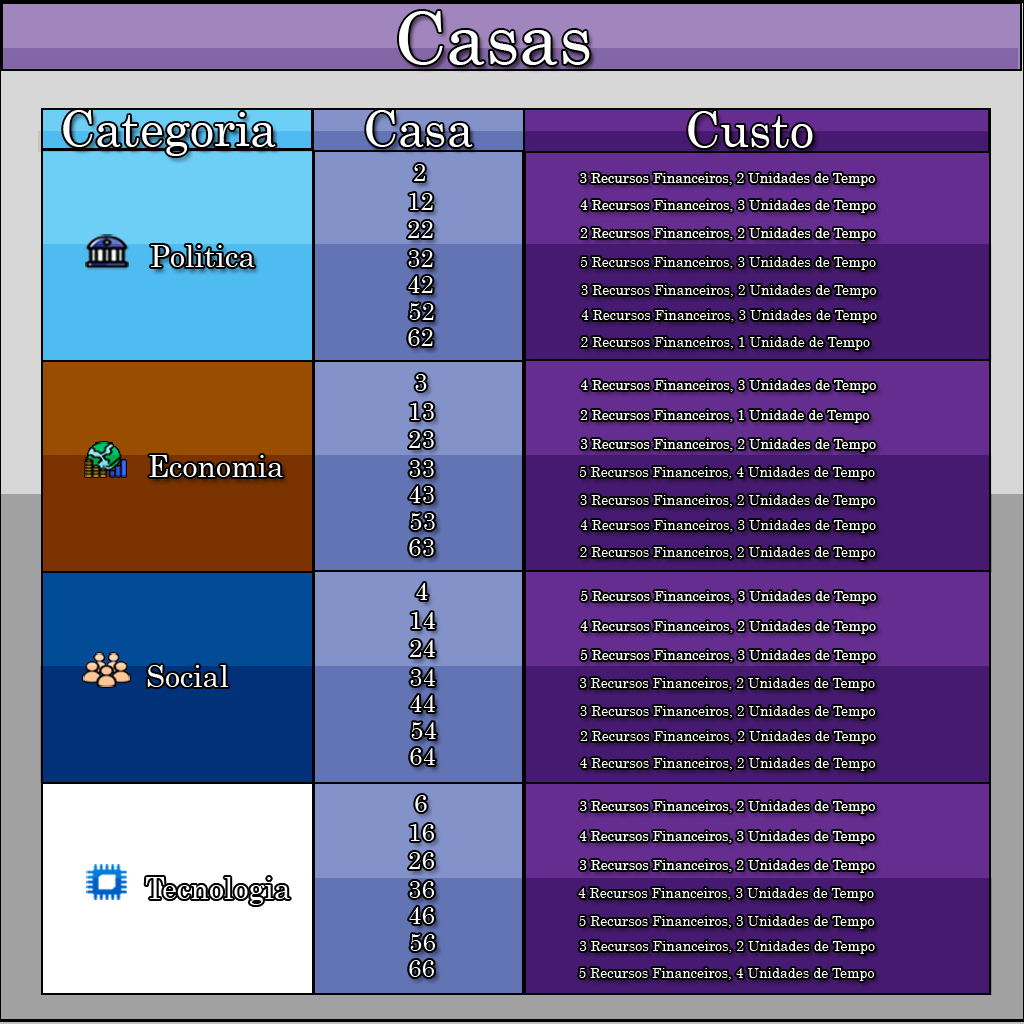 Casas
Categoria Casa Custo
2 3 Recursos Financeiros, 2 Unidades de Tempo
12 4 Recursos Financeiros, 3 Unidades de Tempo
22 2 Recursos Financeiros, 2 Unidades de Tempo
Politica 32 5 Recursos Financeiros, 3 Unidades de Tempo
42 3 Recursos Financeiros, 2 Unidades de Tempo
52 4 Recursos Financeiros, 3 Unidades de Tempo
62 2 Recursos Financeiros, 1 Unidade de Tempo
3 4 Recursos Financeiros, 3 Unidades de Tempo
13 2 Recursos Financeiros, 1 Unidade de Tempo
23 3 Recursos Financeiros, 2 Unidades de Tempo
Economia 33 5 Recursos Financeiros, 4 Unidades de Tempo
43 3 Recursos Financeiros, 2 Unidades de Tempo
53 4 Recursos Financeiros, 3 Unidades de Tempo
63 2 Recursos Financeiros, 2 Unidades de Tempo
4 5 Recursos Financeiros, 3 Unidades de Tempo
14 4 Recursos Financeiros, 2 Unidades de Tempo
24 5 Recursos Financeiros, 3 Unidades de Tempo
Social 34 3 Recursos Financeiros, 2 Unidades de Tempo
44 3 Recursos Financeiros, 2 Unidades de Tempo
54 2 Recursos Financeiros, 2 Unidades de Tempo
64 4 Recursos Financeiros, 2 Unidades de Tempo
6 3 Recursos Financeiros, 2 Unidades de Tempo
16 4 Recursos Financeiros, 3 Unidades de Tempo
26 3 Recursos Financeiros, 2 Unidades de Tempo
Tecnologia 36 4 Recursos Financeiros, 3 Unidades de Tempo
46 5 Recursos Financeiros, 3 Unidades de Tempo
56 3 Recursos Financeiros, 2 Unidades de Tempo
66 5 Recursos Financeiros, 4 Unidades de Tempo